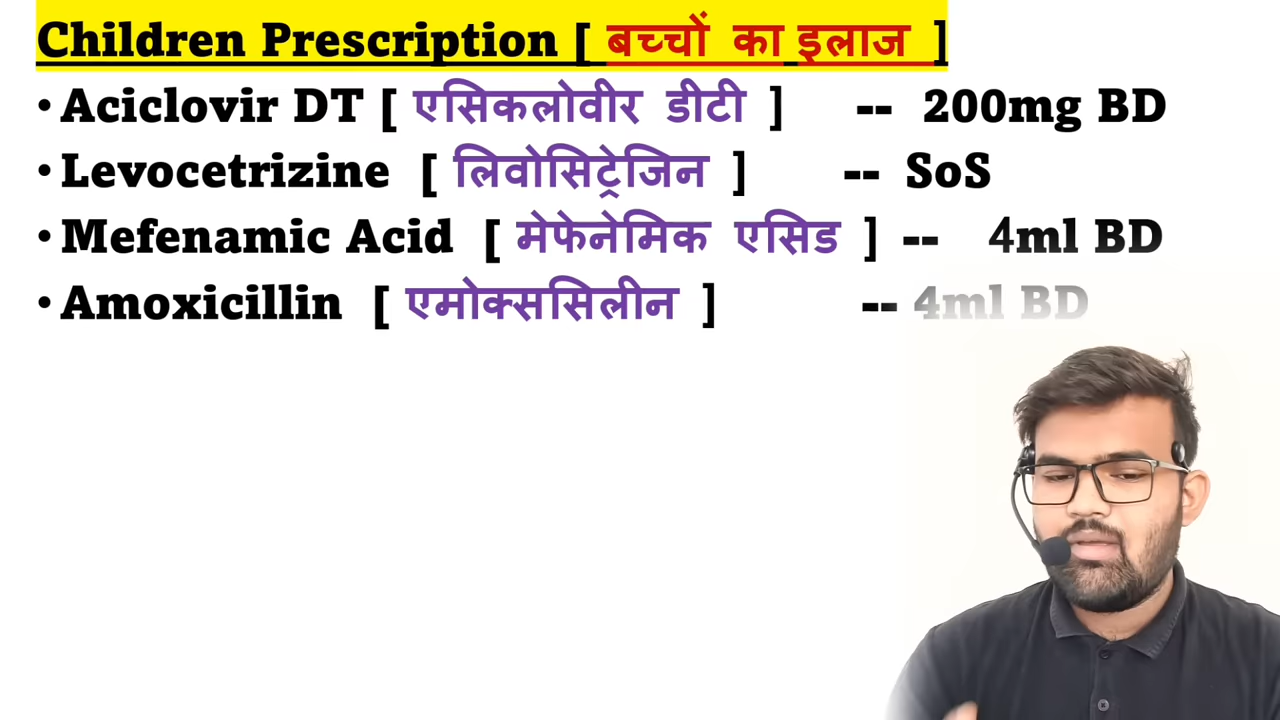 Children Prescription [ बच्चों का इलाज ]
• Aciclovir DT [ एसिकलोवीर डीटी ] -- 200mg BD
• Levocetrizine [ लिवोसिट्रेजिन ] -- SoS
• Mefenamic Acid [ मेफेनेमिक एसिड ] -- 4ml BD
• Amoxicillin [ एमोक्ससिलीन ] -- 4ml BD